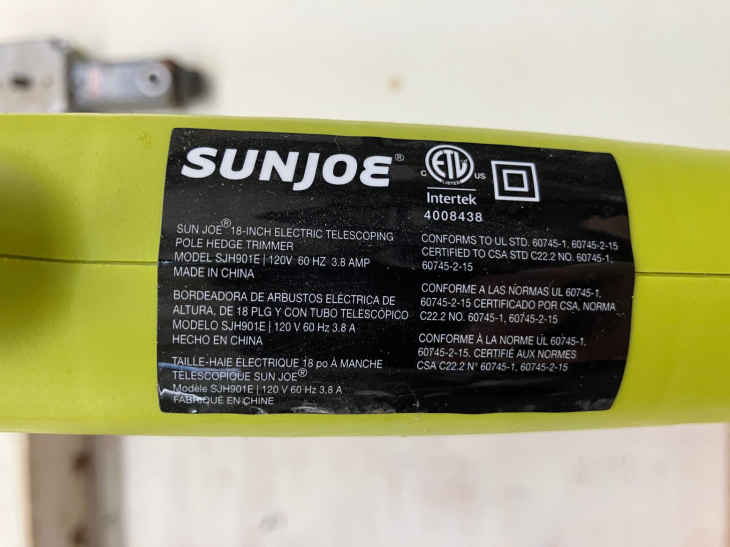 SUNJOE®
SUN JOE® 18-INCH ELECTRIC TELESCOPING
POLE HEDGE TRIMMER
MODEL SJH901E | 120V 60 HZ 3.8 AMP
MADE IN CHINA
BORDEADORA DE ARBUSTOS ELÉCTRICA DE
ALTURA, DE 18 PLG Y CON TUBO TELESCÓPICO
MODELO SJH901E | 120 V 60 Hz 3.8 A
HECHO EN CHINA
TAILLE-HAIE ÉLECTRIQUE 18 po À MANCHE
TÉLESCOPIQUE SUN JOE®
Modèle SJH901E | 120 V 60 Hz 3.8 A
FABRIQUÉ EN CHINE
C ETL US
LISTED
Intertek
4008438
CONFORMS TO UL STD. 60745-1, 60745-2-15
CERTIFIED TO CSA STD C22.2 NO. 60745-1,
60745-2-15
CONFORME A LAS NORMAS UL 60745-1,
60745-2-15 CERTIFICADO POR CSA, NORMA
C22.2 NO. 60745-1, 60745-2-15
CONFORME À LA NORME UL 60745-1,
60745-2-15. CERTIFIÉ AUX NORMES
CSA C22.2 N° 60745-1, 60745-2-15